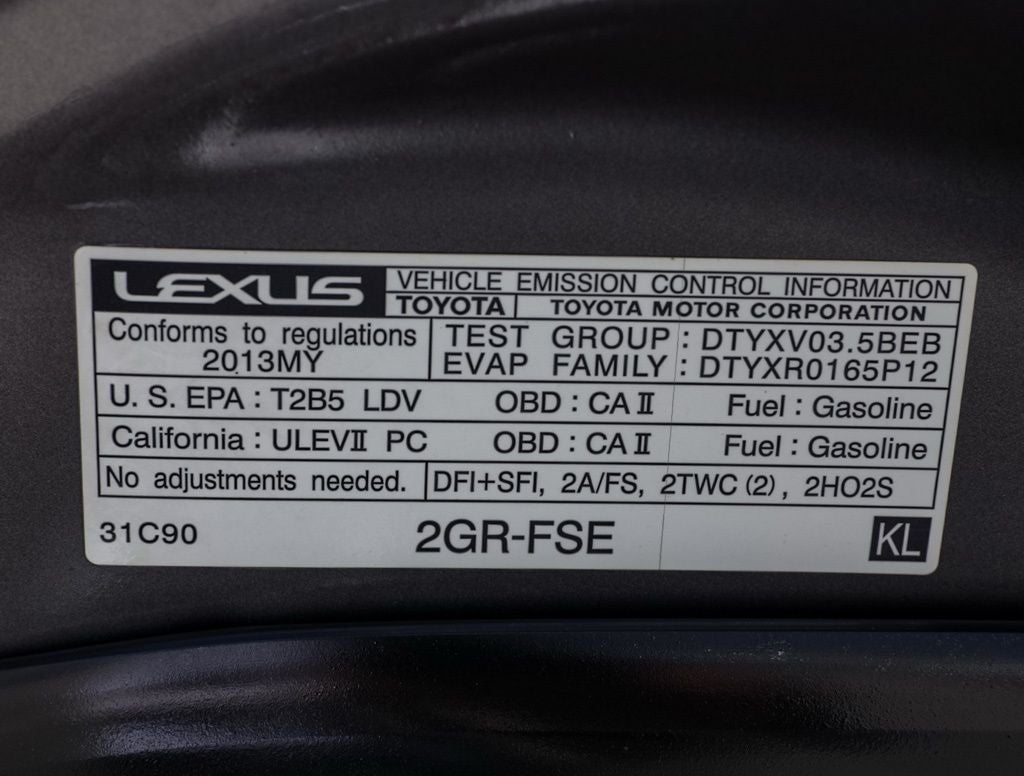 LEXUS VEHICLE EMISSION CONTROL INFORMATION
TOYOTA TOYOTA MOTOR CORPORATION
Conforms to regulations
2013MY
TEST GROUP : DTYXV03.5BEB
EVAP FAMILY : DTYXR0165P12
U. S. EPA : T2B5 LDV OBD : CA II Fuel : Gasoline
California : ULEVII PC OBD : CA II Fuel : Gasoline
No adjustments needed. DFI+SFI, 2A/FS, 2TWC (2) , 2HO2S
31C90 2GR-FSE KL